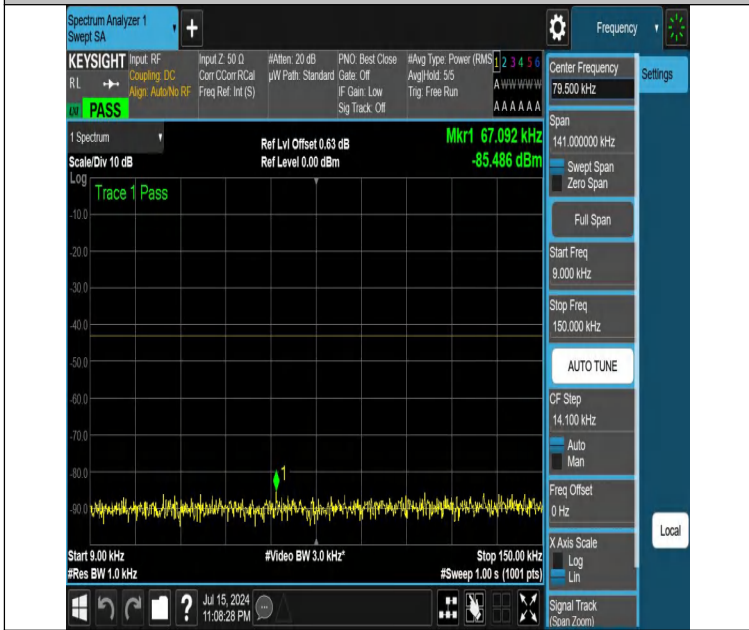 Spectrum Analyzer 1
Swept SA
+
Frequency
KEYSIGHT
RL
PASS
Input: RF
Coupling: DC
Align: Auto/No RF
Input Z: 50 Ω
Corr CCorr RCal
Freq Ref: Int (S)
#Atten: 20 dB
µW Path: Standard
PNO: Best Close
Gate: Off
IF Gain: Low
Sig Track: Off
#Avg Type: Power (RMS
Avg|Hold: 5/5
Trig: Free Run
1 2 3 4 5 6
A W W W W W
A A A A A A
1 Spectrum
Scale/Div 10 dB
Ref Lvl Offset 0.63 dB
Ref Level 0.00 dBm
Mkr1 67.092 kHz
-85.486 dBm
Log
Trace 1 Pass
-10.0
-20.0
-30.0
-40.0
-50.0
-60.0
-70.0
-80.0
-90.0
1
Start 9.00 kHz
#Res BW 1.0 kHz
#Video BW 3.0 kHz*
Stop 150.00 kHz
#Sweep 1.00 s (1001 pts)
Center Frequency
79.500 kHz
Settings
Span
141.000000 kHz
Swept Span
Zero Span
Full Span
Start Freq
9.000 kHz
Stop Freq
150.000 kHz
AUTO TUNE
CF Step
14.100 kHz
Auto
Man
Freq Offset
0 Hz
Local
X Axis Scale
Log
Lin
Signal Track
(Span Zoom)
?
Jul 15, 2024
11:08:28 PM